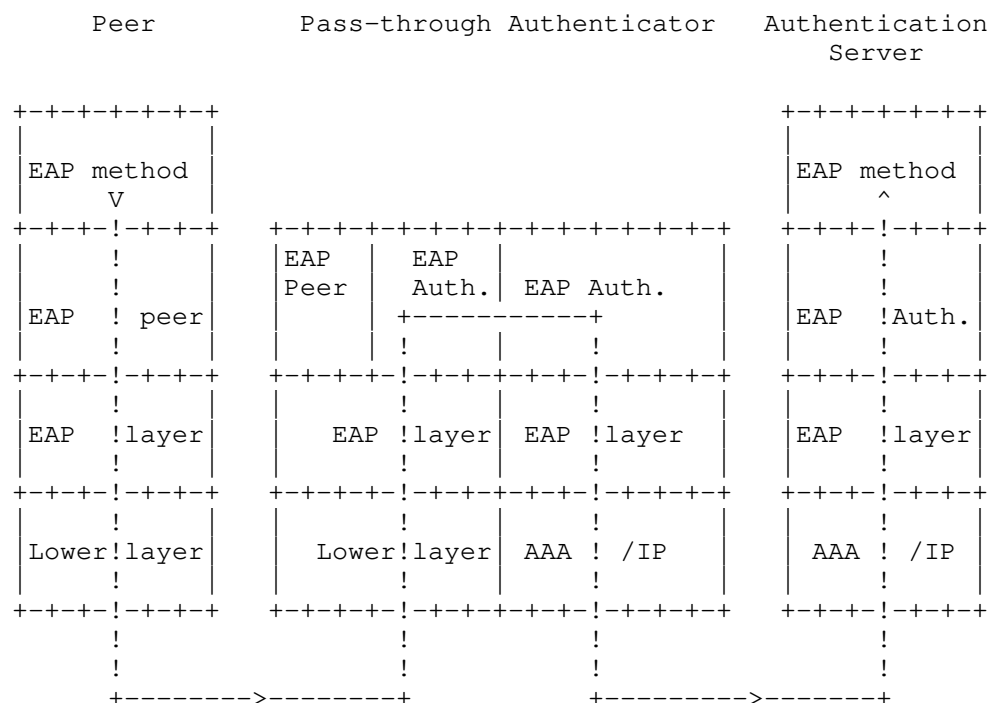 Peer Pass-through Authenticator Authentication
Server
+-+-+-+-+-+-+ +-+-+-+-+-+-+
| | | |
|EAP method | |EAP method |
| V | | ^ |
+-+-+-!-+-+-+ +-+-+-+-+-+-+-+-+-+-+-+-+-+-+ +-+-+-!-+-+-+
| ! | |EAP | EAP | | | ! |
| ! | |Peer | Auth.| EAP Auth. | | ! |
|EAP ! peer| | | +-----------+ | |EAP !Auth.|
| ! | | | ! | ! | | ! |
+-+-+-!-+-+-+ +-+-+-+-!-+-+-+-+-+-!-+-+-+-+ +-+-+-!-+-+-+
| ! | | ! | ! | | ! |
|EAP !layer| | EAP !layer| EAP !layer | |EAP !layer|
| ! | | ! | ! | | ! |
+-+-+-!-+-+-+ +-+-+-+-!-+-+-+-+-+-!-+-+-+-+ +-+-+-!-+-+-+
| ! | | ! | ! | | ! |
|Lower!layer| | Lower!layer| AAA ! /IP | | AAA ! /IP |
| ! | | ! | ! | | ! |
+-+-+-!-+-+-+ +-+-+-+-!-+-+-+-+-+-!-+-+-+-+ +-+-+-!-+-+-+
! ! ! !
! ! ! !
+-------->--------+ +--------->-------+